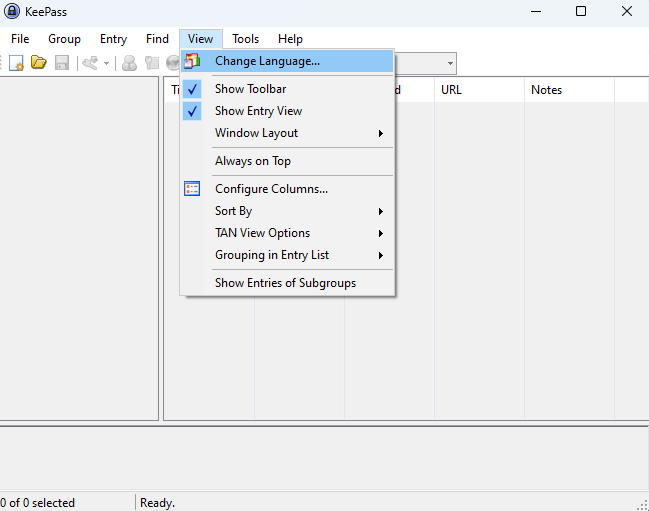 KeePass
File Group Entry Find View Tools Help
Change Language...
Show Toolbar
Show Entry View
Window Layout
Always on Top
Configure Columns...
Sort By
TAN View Options
Grouping in Entry List
Show Entries of Subgroups
URL Notes
0 of 0 selected Ready.